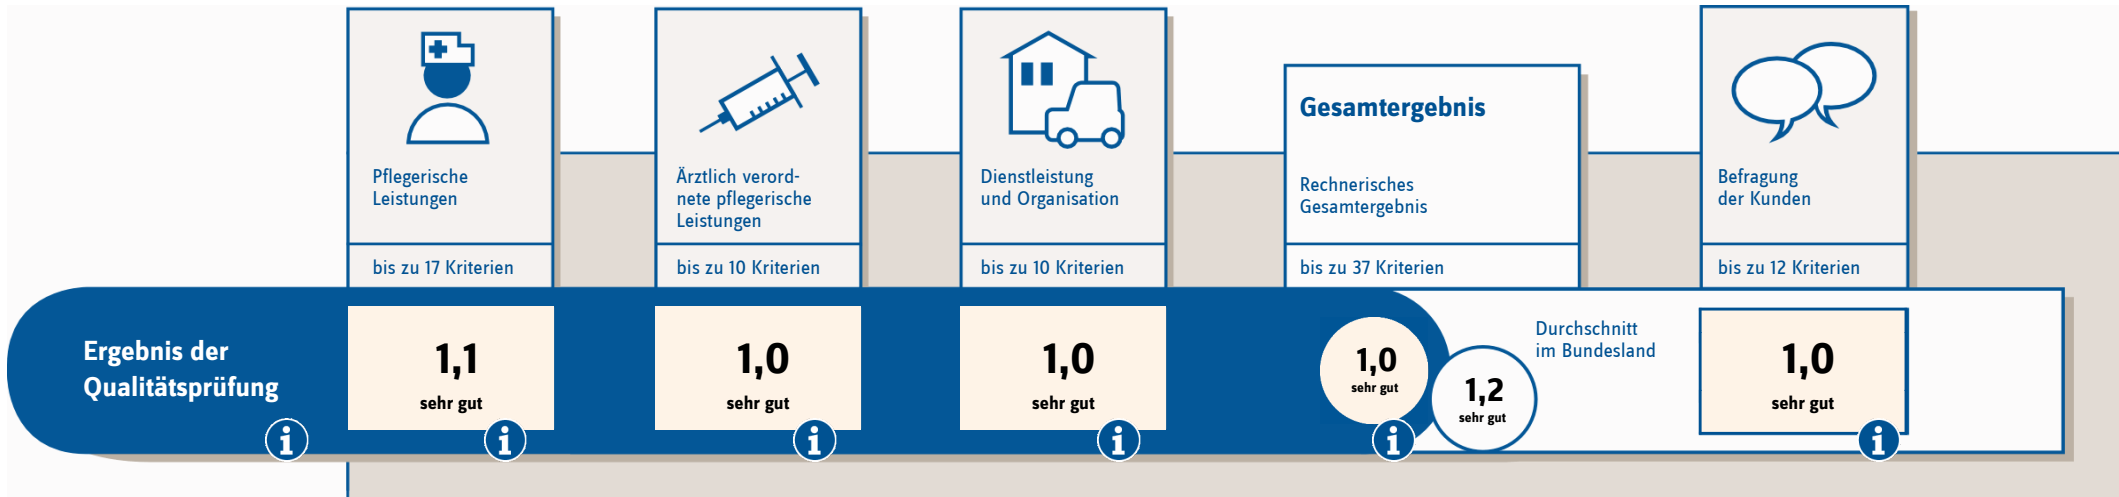 Pflegerische
Leistungen
bis zu 17 Kriterien
Ärztlich verord-
nete pflegerische
Leistungen
bis zu 10 Kriterien
Dienstleistung
und Organisation
bis zu 10 Kriterien
Gesamtergebnis
Rechnerisches
Gesamtergebnis
bis zu 37 Kriterien
Befragung
der Kunden
bis zu 12 Kriterien
Ergebnis der
Qualitätsprüfung
i
1,1
sehr gut
i
1,0
sehr gut
i
1,0
sehr gut
i
1,0
sehr gut
i
1,2
sehr gut
Durchschnitt
im Bundesland
1,0
sehr gut
i